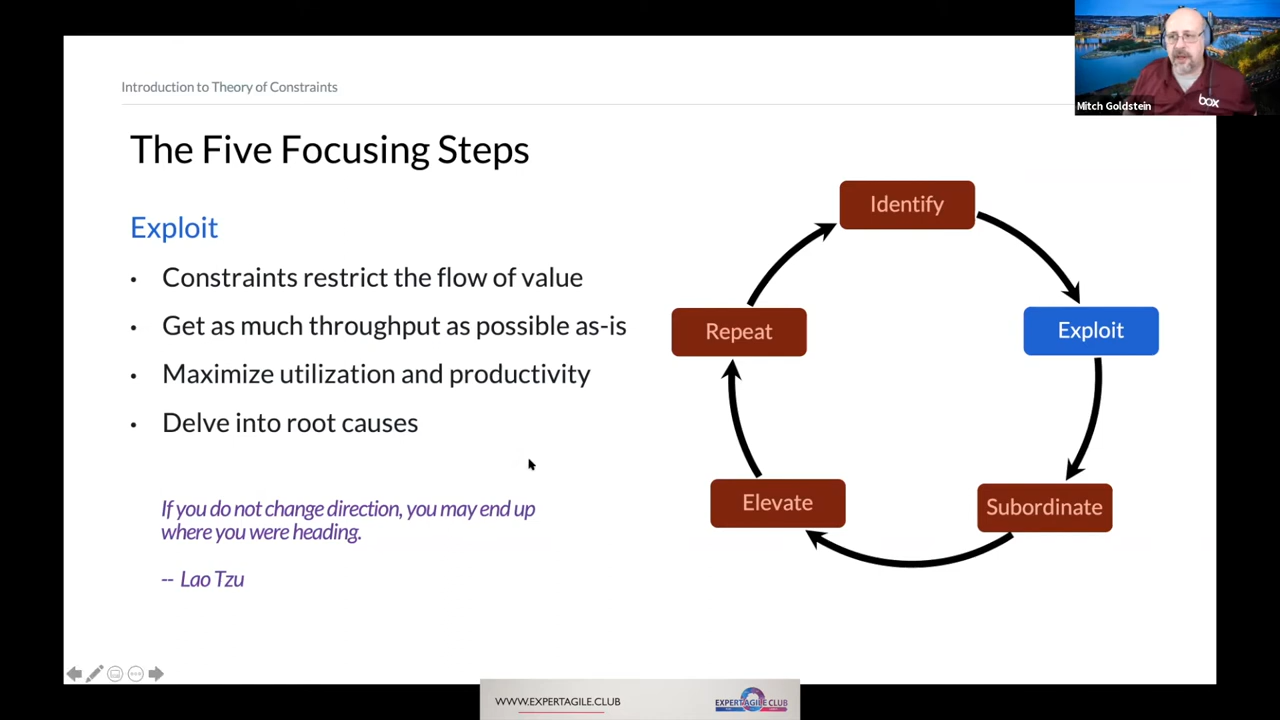 Introduction to Theory of Constraints
The Five Focusing Steps
Exploit
• Constraints restrict the flow of value
• Get as much throughput as possible as-is
• Maximize utilization and productivity
• Delve into root causes
If you do not change direction, you may end up
where you were heading.
-- Lao Tzu
Identify
Exploit
Subordinate
Elevate
Repeat
box
Mitch Goldstein
WWW.EXPERTAGILE.CLUB
EXPERT AGILE CLUB